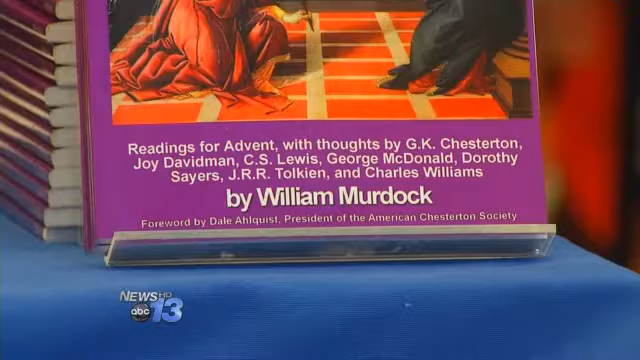 Readings for Advent, with thoughts by G.K. Chesterton,
Joy Davidman, C.S. Lewis, George McDonald, Dorothy
Sayers, J.R.R. Tolkien, and Charles Williams
by William Murdock
Foreword by Dale Ahlquist, President of the American Chesterton Society
NEWS HD
abc 13